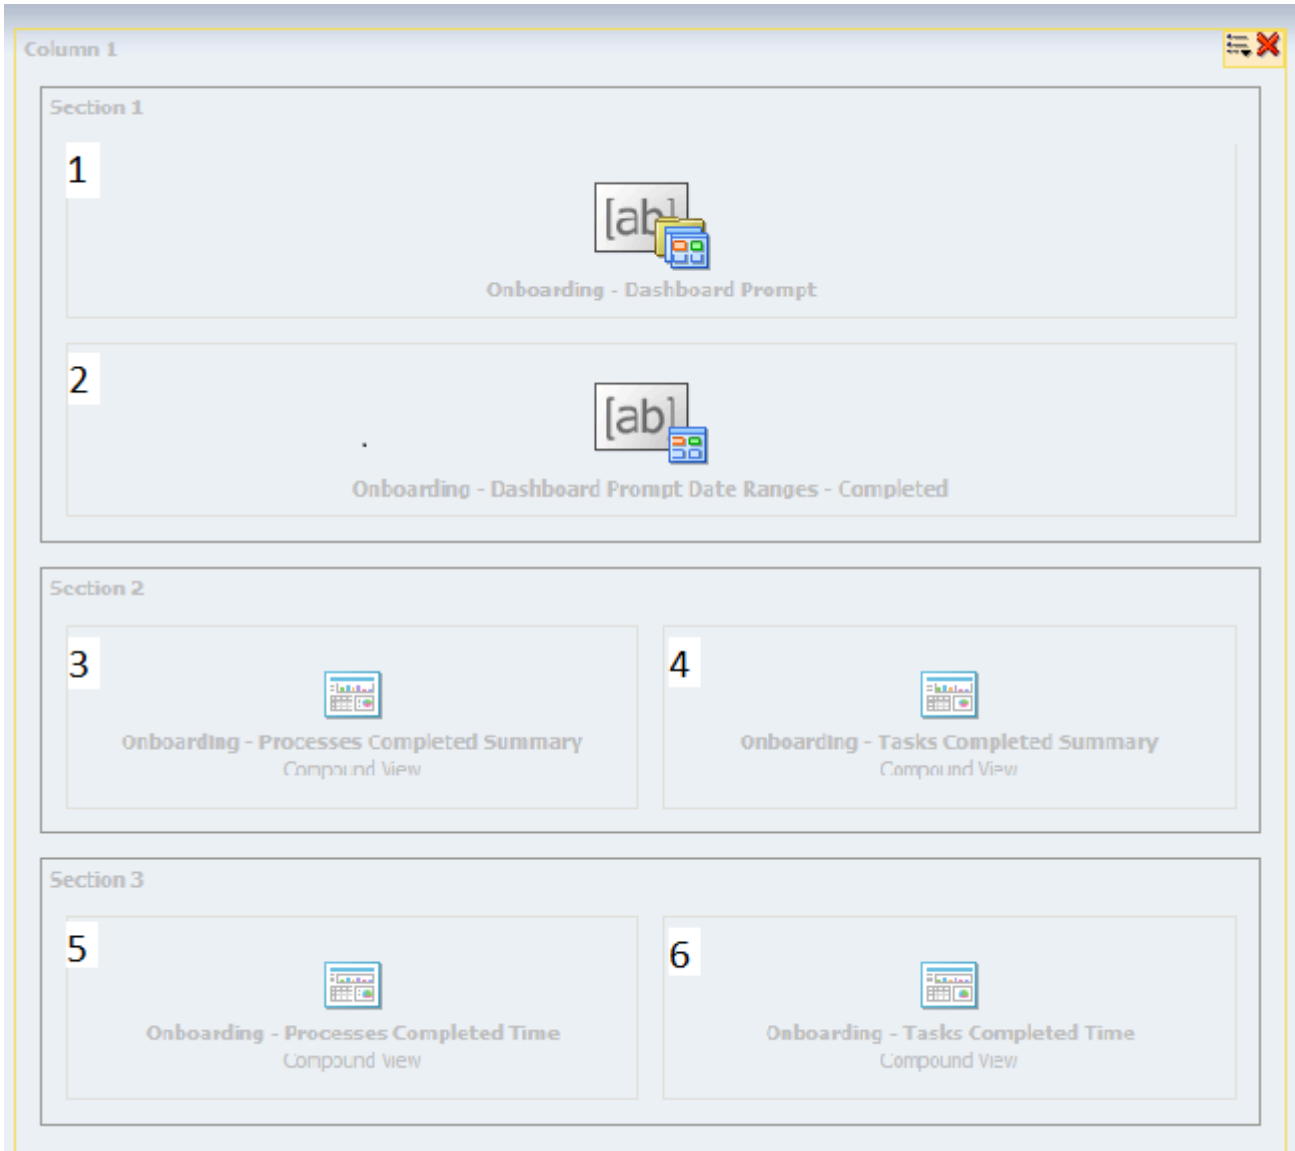 Column 1
Section 1
1
[ab]
Onboarding - Dashboard Prompt
2
[ab]
Onboarding - Dashboard Prompt Date Ranges - Completed
Section 2
3
Onboarding - Processes Completed Summary
Compound View
4
Onboarding - Tasks Completed Summary
Compound View
Section 3
5
Onboarding - Processes Completed Time
Compound View
6
Onboarding - Tasks Completed Time
Compound View